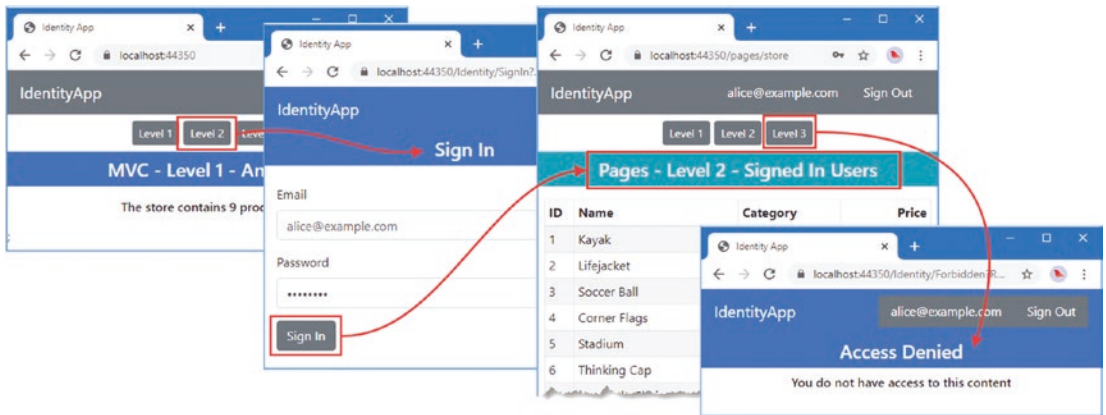 Identity App
localhost:44350
IdentityApp
Level 1 Level 2
MVC - Level 1 -
The store contains 9
Identity App
localhost:44350/Identity/SignIn?
IdentityApp
Sign In
Email
alice@example.com
Password
Sign In
Identity App
localhost:44350/pages/store
IdentityApp alice@example.com Sign Out
Level 1 Level 2 Level 3
Pages - Level 2 - Signed In Users
ID Name Category Price
1 Kayak
2 Lifejacket
3 Soccer Ball
4 Corner Flags
5 Stadium
6 Thinking Cap
Identity App
localhost:44350/Identity/Forbidden?R...
IdentityApp alice@example.com Sign Out
Access Denied
You do not have access to this content